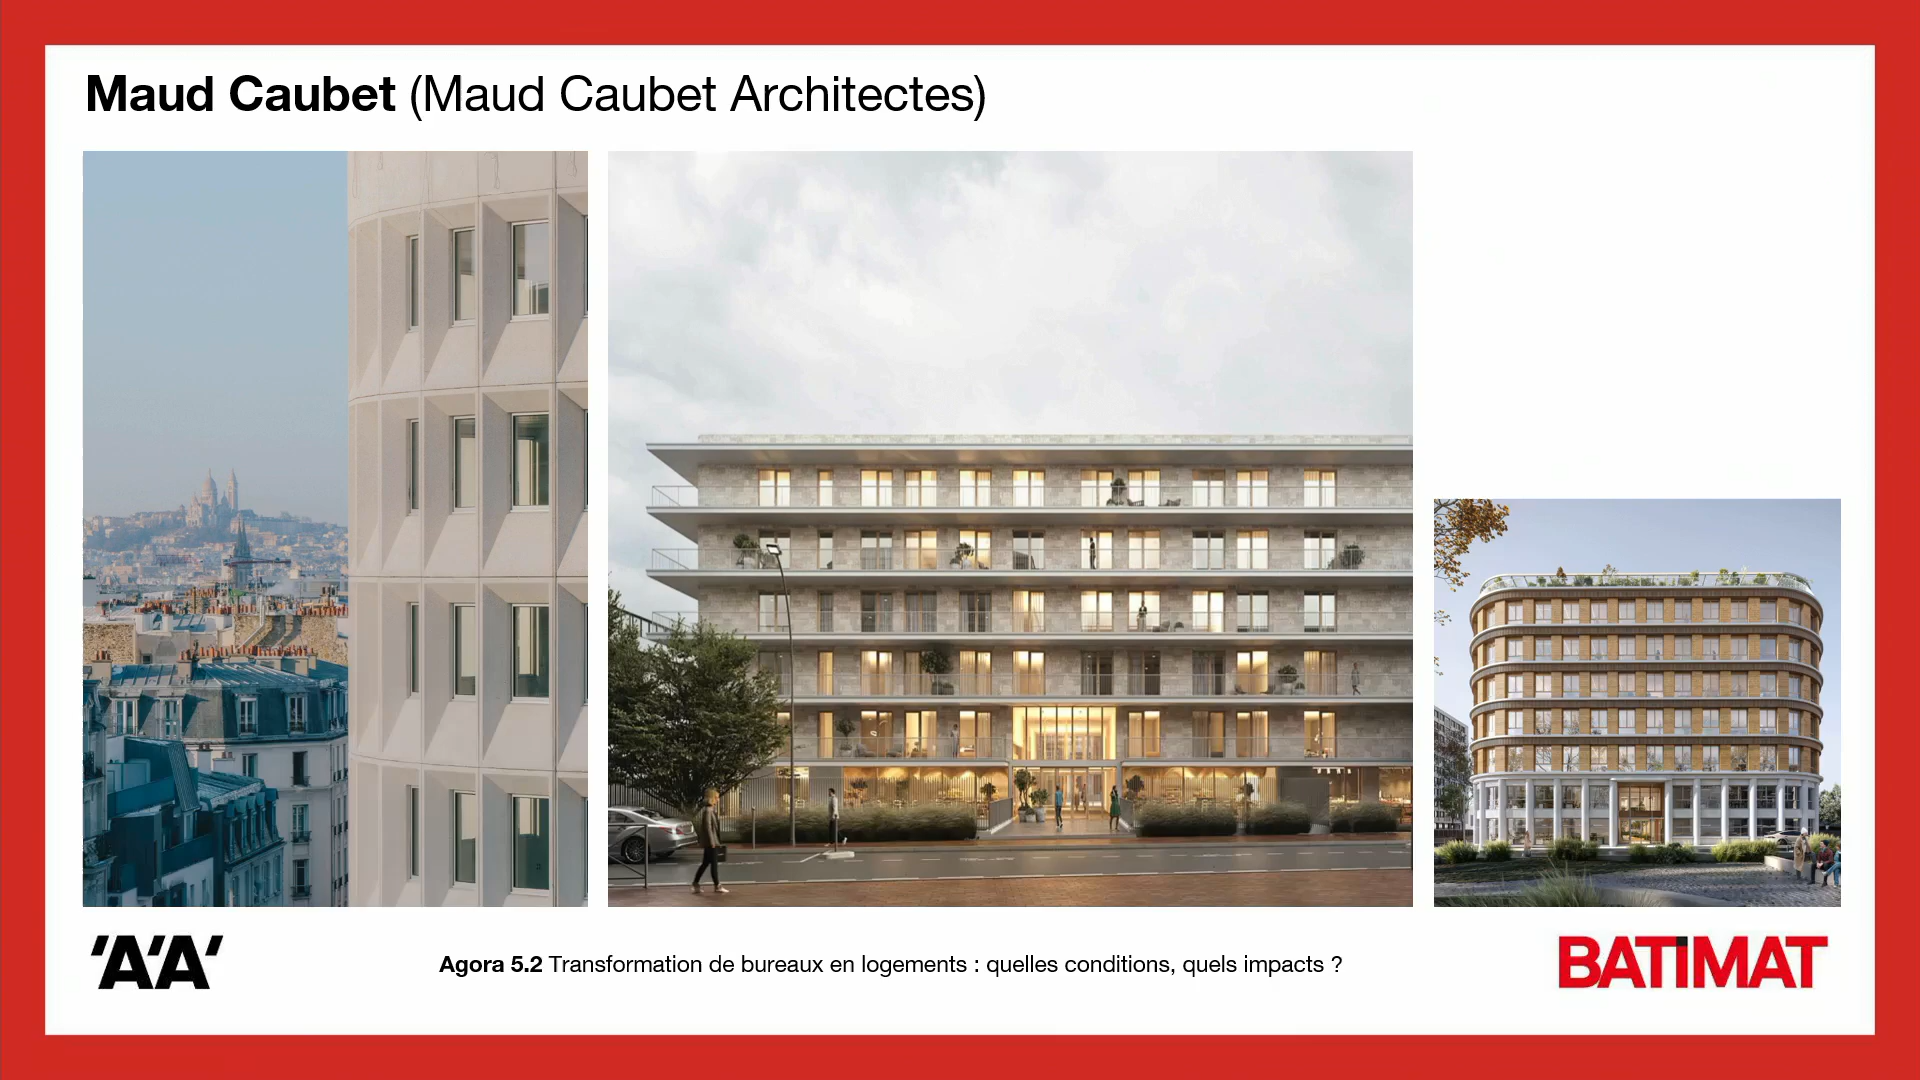 Maud Caubet (Maud Caubet Architectes)
'A'A'
Agora 5.2 Transformation de bureaux en logements : quelles conditions, quels impacts ?
BATIMAT